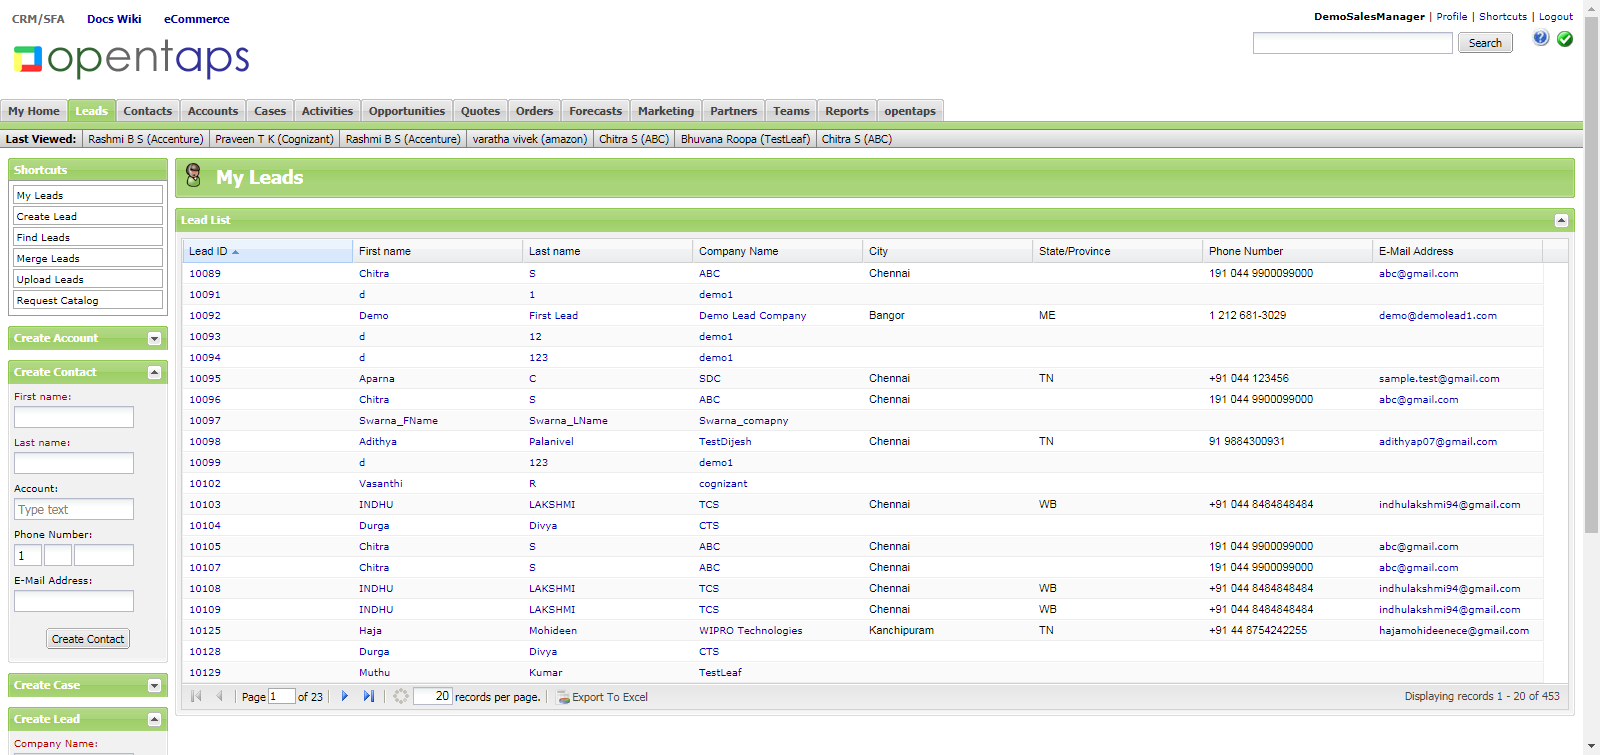 CRM/SFA Docs Wiki eCommerce
DemoSalesManager | Profile | Shortcuts | Logout
opentaps
Search
My Home Leads Contacts Accounts Cases Activities Opportunities Quotes Orders Forecasts Marketing Partners Teams Reports opentaps
Last Viewed: Rashmi B S (Accenture) Praveen T K (Cognizant) Rashmi B S (Accenture) varatha vivek (amazon) Chitra S (ABC) Bhuvana Roopa (TestLeaf) Chitra S (ABC)
Shortcuts
My Leads
Create Lead
Find Leads
Merge Leads
Upload Leads
Request Catalog
Create Account
Create Contact
First name:
Last name:
Account:
Type text
Phone Number:
1
E-Mail Address:
Create Contact
Create Case
Create Lead
Company Name:
My Leads
Lead List
Lead ID First name Last name Company Name City State/Province Phone Number E-Mail Address
10089 Chitra S ABC Chennai 191 044 9900099000 abc@gmail.com
10091 d 1 demo1
10092 Demo First Lead Demo Lead Company Bangor ME 1 212 681-3029 demo@demolead1.com
10093 d 12 demo1
10094 d 123 demo1
10095 Aparna C SDC Chennai TN +91 044 123456 sample.test@gmail.com
10096 Chitra S ABC Chennai 191 044 9900099000 abc@gmail.com
10097 Swarna_FName Swarna_LName Swarna_comapny
10098 Adithya Palanivel TestDijesh Chennai TN 91 9884300931 adithyap07@gmail.com
10099 d 123 demo1
10102 Vasanthi R cognizant
10103 INDHU LAKSHMI TCS Chennai WB +91 044 8484848484 indhulakshmi94@gmail.com
10104 Durga Divya CTS
10105 Chitra S ABC Chennai 191 044 9900099000 abc@gmail.com
10107 Chitra S ABC Chennai 191 044 9900099000 abc@gmail.com
10108 INDHU LAKSHMI TCS Chennai WB +91 044 8484848484 indhulakshmi94@gmail.com
10109 INDHU LAKSHMI TCS Chennai WB +91 044 8484848484 indhulakshmi94@gmail.com
10125 Haja Mohideen WIPRO Technologies Kanchipuram TN +91 44 8754242255 hajamohideenece@gmail.com
10128 Durga Divya CTS
10129 Muthu Kumar TestLeaf
Page 1 of 23 20 records per page. Export To Excel Displaying records 1 - 20 of 453